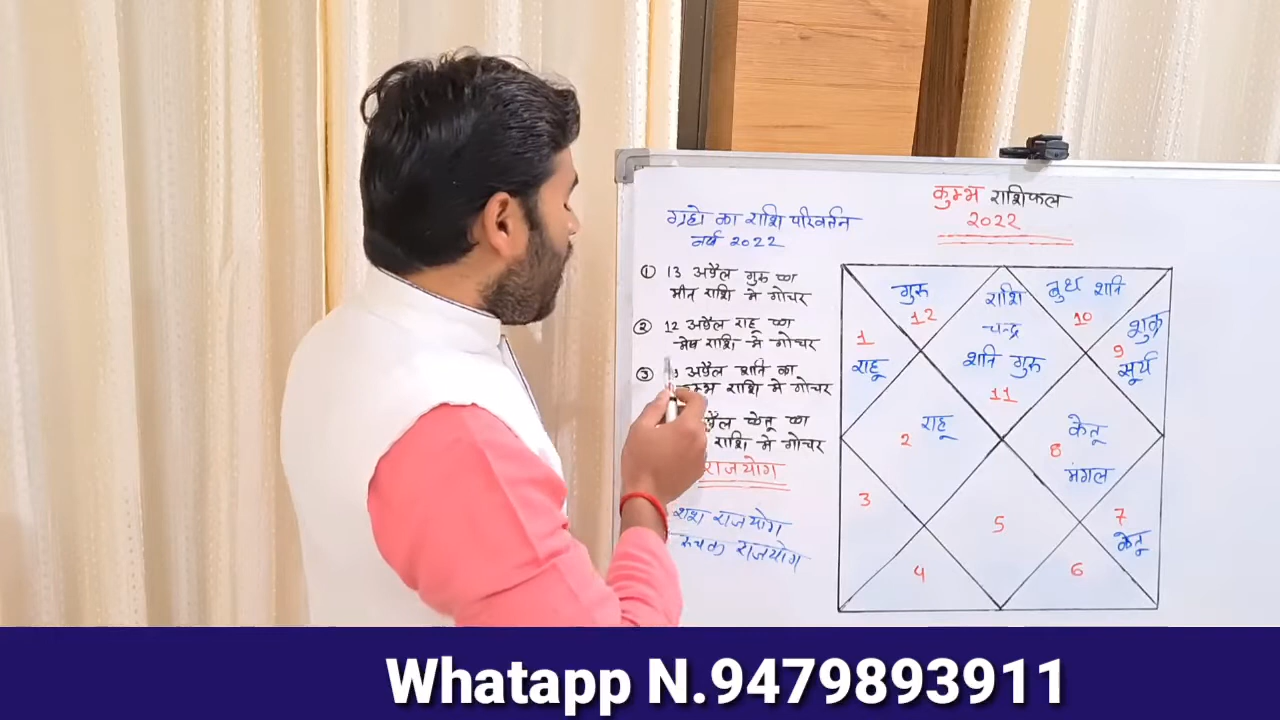 कुम्भ राशिफल
२०२२
ग्रहो का राशि परिवर्तन
वर्ष २०२२
① 13 अप्रैल गुरु का
मीन राशि मे गोचर
② 12 अप्रैल राहू का
मेष राशि मे गोचर
③ अप्रैल शनि का
राशि मे गोचर
केतू का
राशि मे गोचर
राजयोग
शश राजयोग
रूचक राजयोग
गुरु
12
राशि
चन्द्र
शनि गुरु
11
बुध शनि
10
शुक्र
9
सूर्य
1
राहू
2 राहू
केतू
8
मंगल
3
5
7
केतू
4
6
Whatapp N.9479893911